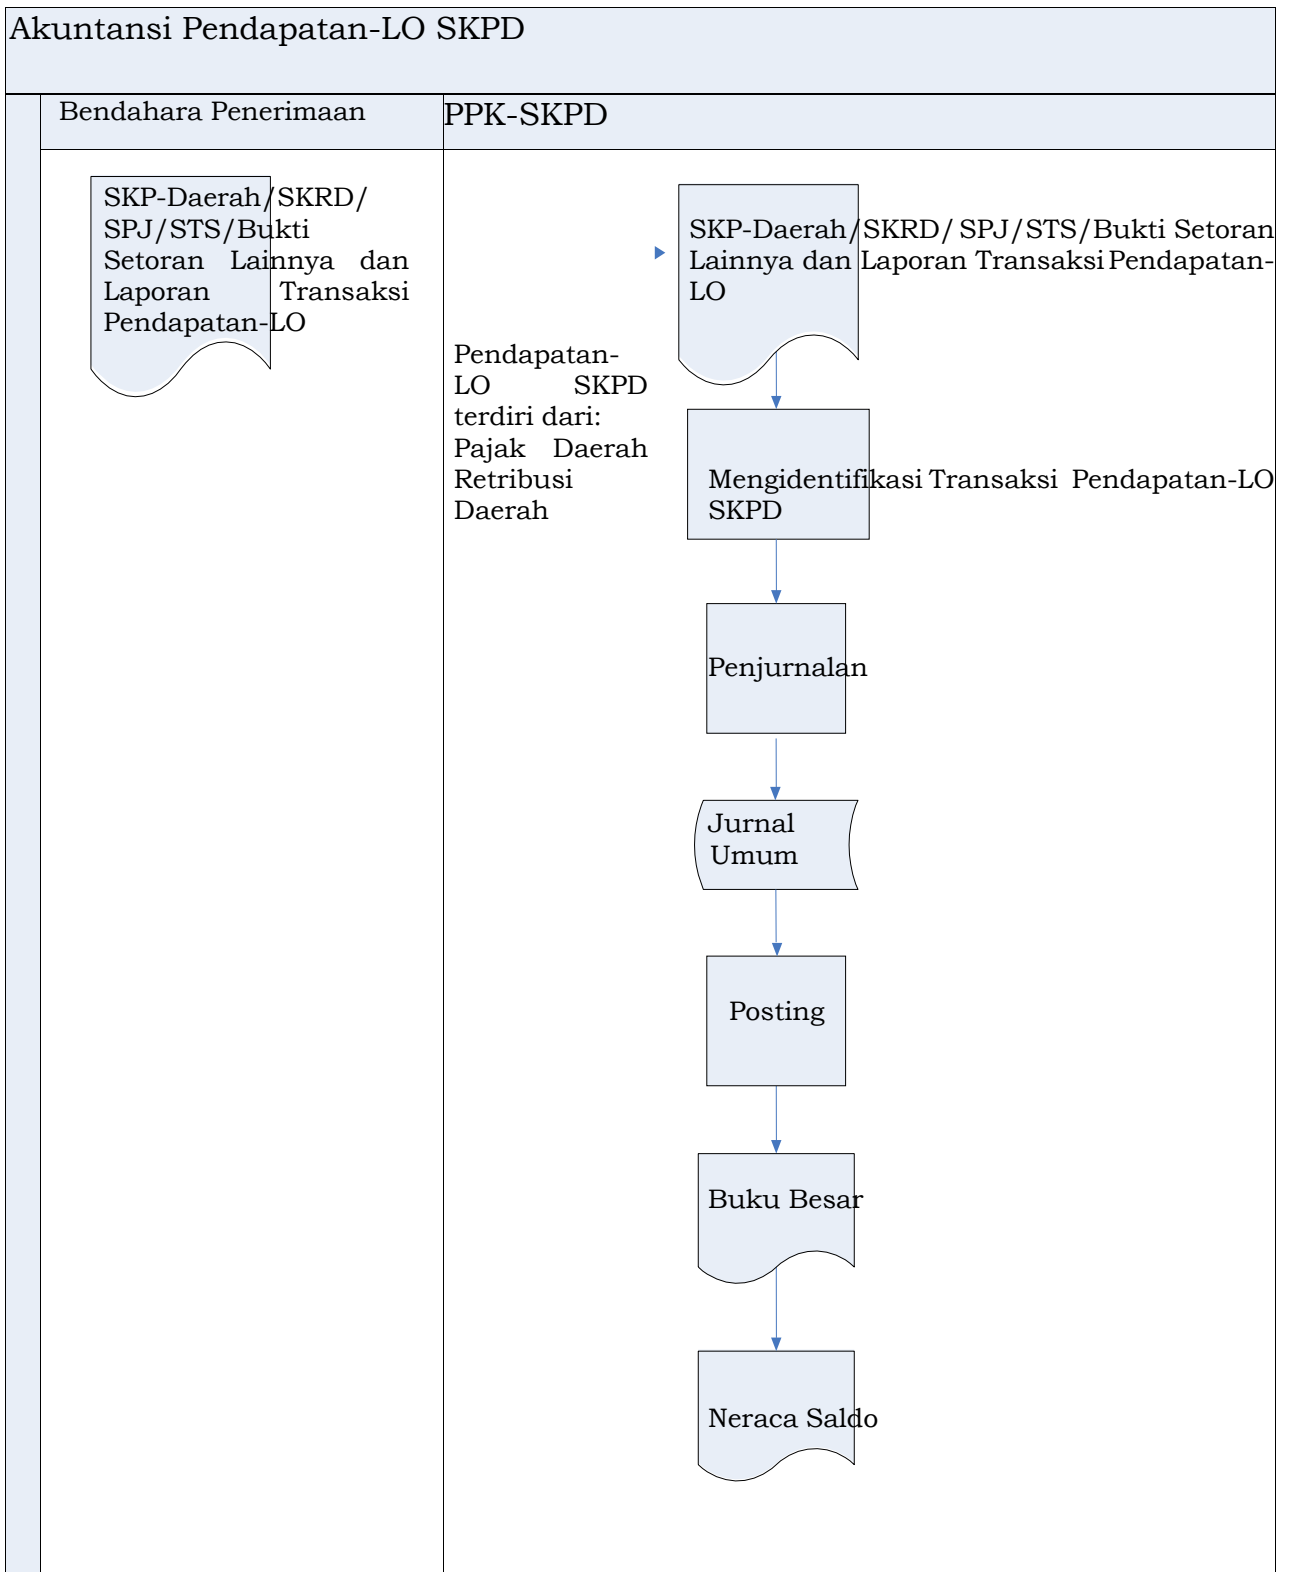 Akuntansi Pendapatan-LO SKPD
Bendahara Penerimaan
PPK-SKPD
SKP-Daerah/SKRD/
SPJ/STS/Bukti
Setoran Lainnya dan
Laporan Transaksi
Pendapatan-LO
SKP-Daerah/SKRD/ SPJ/STS/Bukti Setoran
Lainnya dan Laporan Transaksi Pendapatan-
LO
Pendapatan-
LO SKPD
terdiri dari:
Pajak Daerah
Retribusi
Daerah
Mengidentifikasi Transaksi Pendapatan-LO
SKPD
Penjurnalan
Jurnal
Umum
Posting
Buku Besar
Neraca Saldo